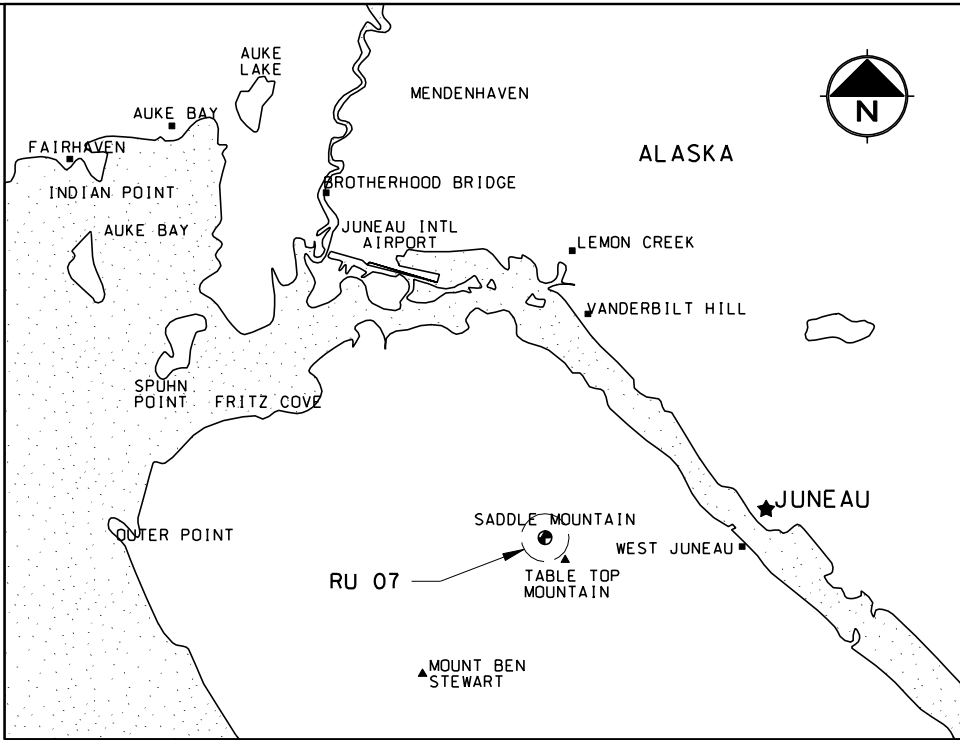 AUKE
LAKE
MENDENHAVEN
AUKE BAY
N
FAIRHAVEN
ALASKA
INDIAN POINT
BROTHERHOOD BRIDGE
AUKE BAY
JUNEAU INTL
AIRPORT
LEMON CREEK
VANDERBILT HILL
SPUHN
POINT
FRITZ COVE
JUNEAU
SADDLE MOUNTAIN
OUTER POINT
WEST JUNEAU
RU 07
TABLE TOP
MOUNTAIN
MOUNT BEN
STEWART